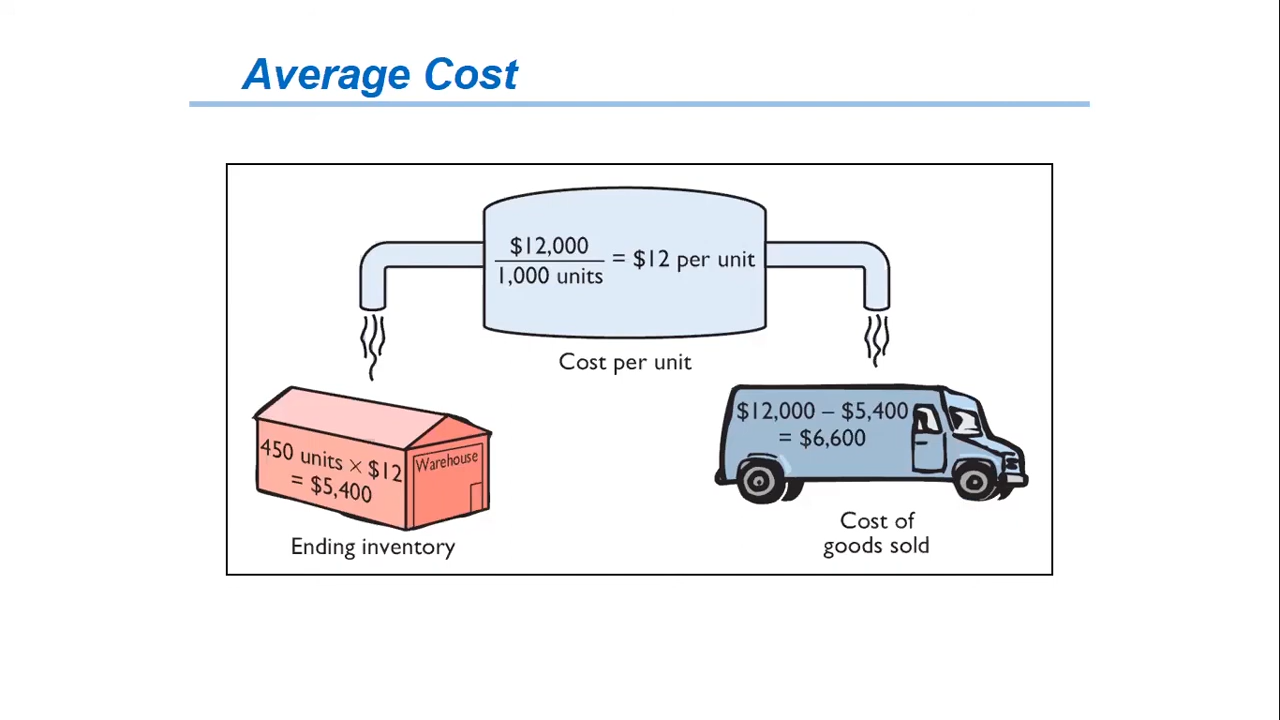 Average Cost
$12,000
1,000 units
= $12 per unit
Cost per unit
450 units × $12
= $5,400
Warehouse
Ending inventory
$12,000 – $5,400
= $6,600
Cost of
goods sold